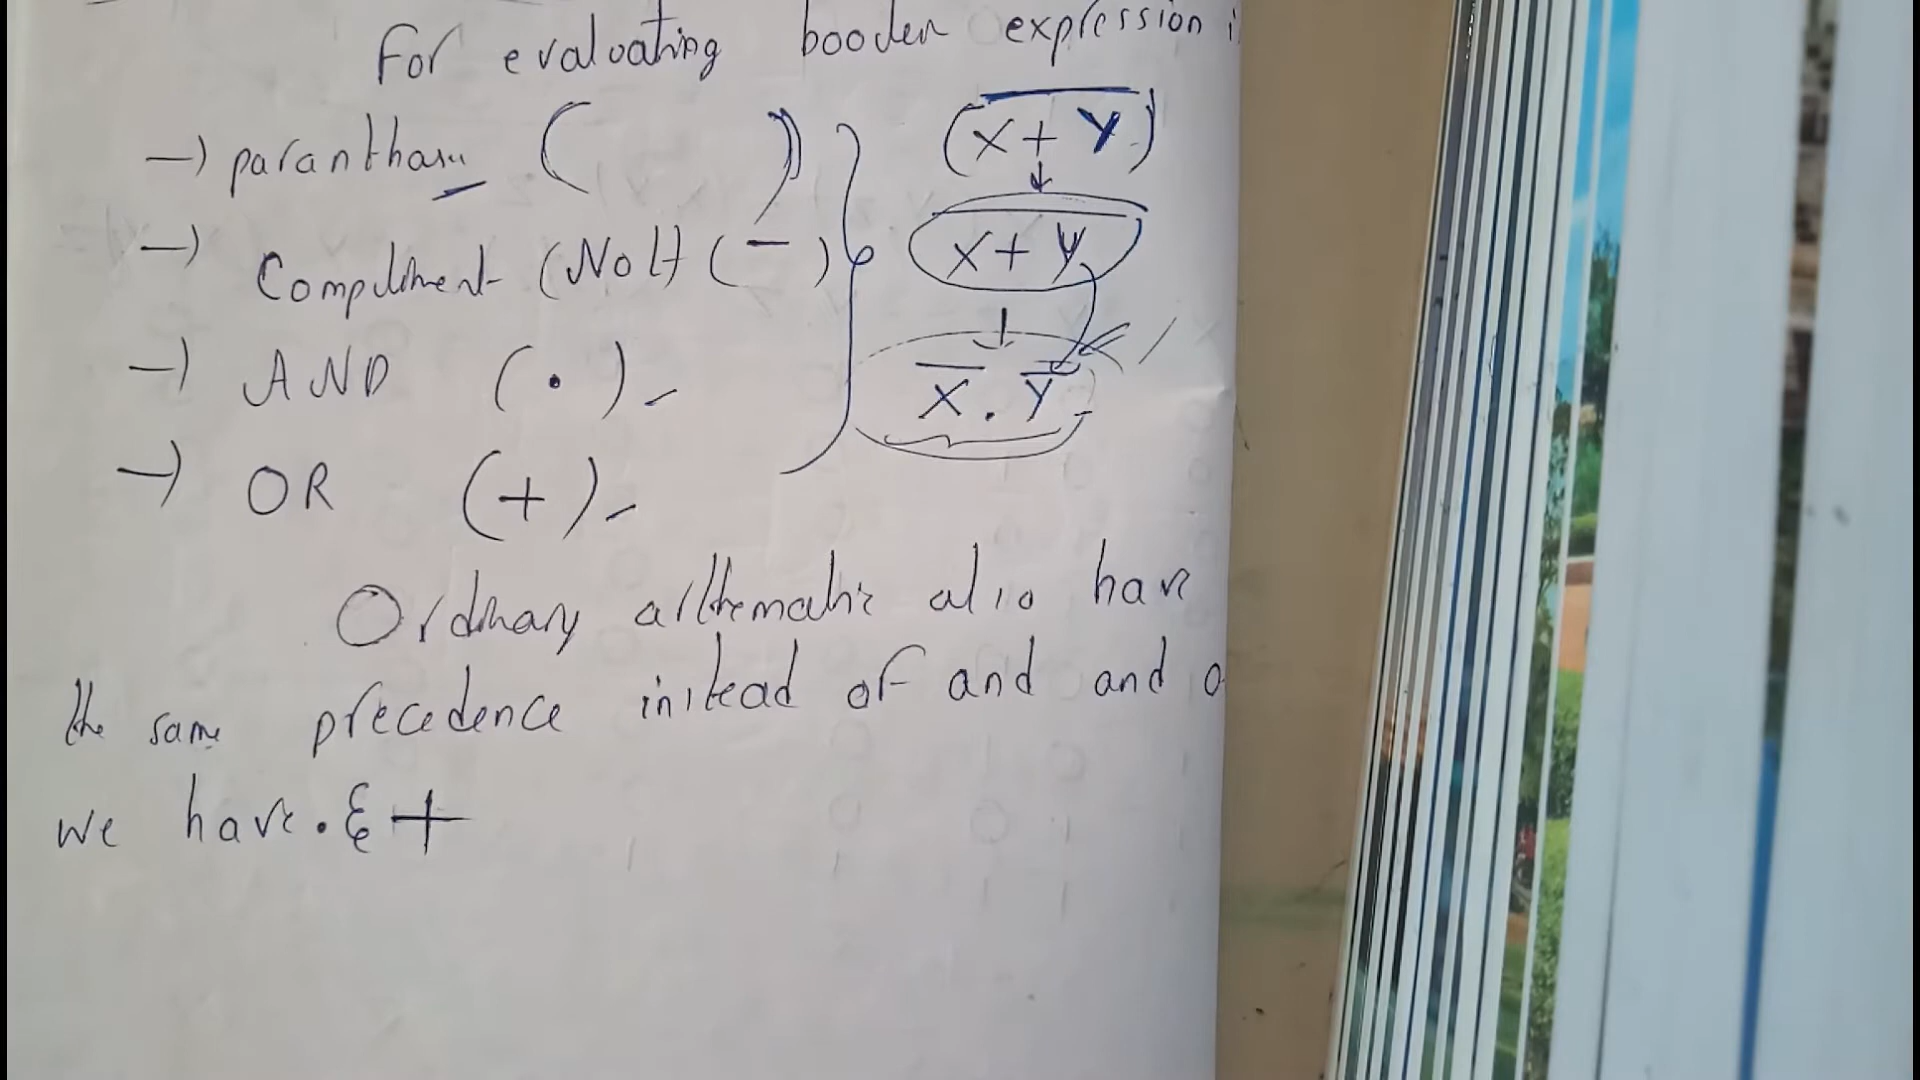 For evaluating boolen expression i
→ paranthasis ( )
(X + Y)‾
→ Compliment (Not) (‾)
X + Y‾
→ AND (.)
X̅ . Y̅
→ OR (+)
Ordinary arithematic also have
the same precedence instead of and and o
we have . & +